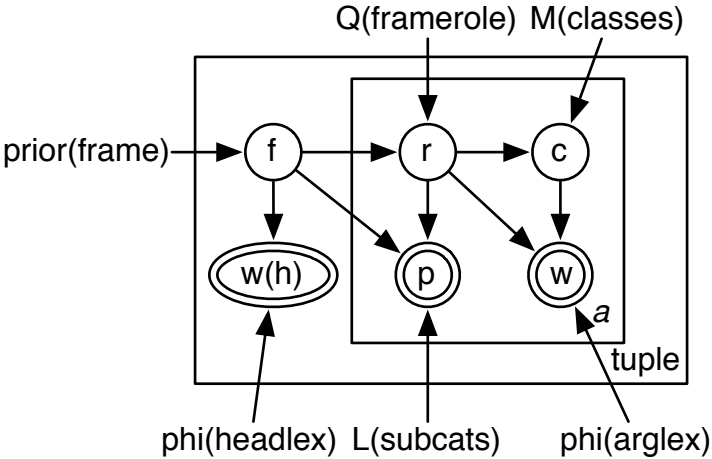 Q(framerole) M(classes)
prior(frame)
f
r
c
w(h)
p
w
a
tuple
phi(headlex) L(subcats) phi(arglex)